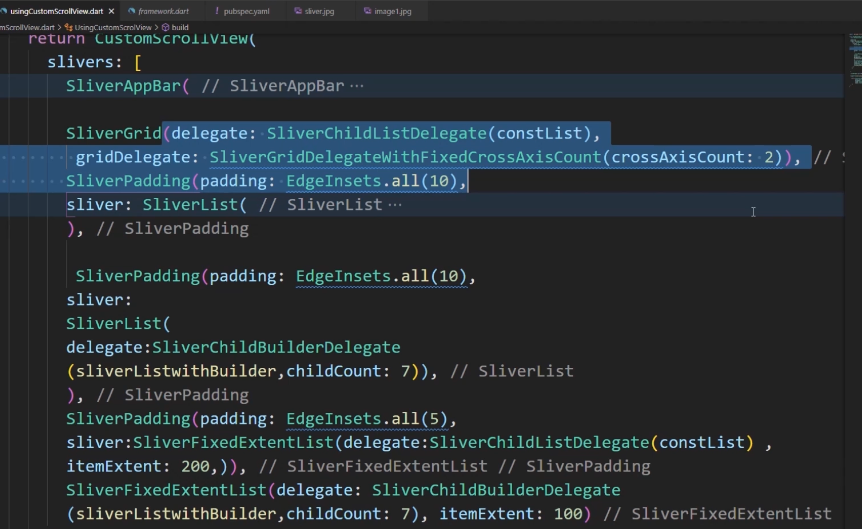 usingCustomScrollView.dart ×
framework.dart
! pubspec.yaml
sliver.jpg
image1.jpg
mScrollView.dart > UsingCustomScrolView > build
return CustomScrollView(
slivers: [
SliverAppBar( // SliverAppBar ⋯
SliverGrid(delegate: SliverChildListDelegate(constList),
gridDelegate: SliverGridDelegateWithFixedCrossAxisCount(crossAxisCount: 2)), // S
SliverPadding(padding: EdgeInsets.all(10),
sliver: SliverList( // SliverList ⋯
), // SliverPadding
SliverPadding(padding: EdgeInsets.all(10),
sliver:
SliverList(
delegate:SliverChildBuilderDelegate
(sliverListwithBuilder,childCount: 7)), // SliverList
), // SliverPadding
SliverPadding(padding: EdgeInsets.all(5),
sliver:SliverFixedExtentList(delegate:SliverChildListDelegate(constList) ,
itemExtent: 200,)), // SliverFixedExtentList // SliverPadding
SliverFixedExtentList(delegate: SliverChildBuilderDelegate
(sliverListwithBuilder,childCount: 7), itemExtent: 100) // SliverFixedExtentList